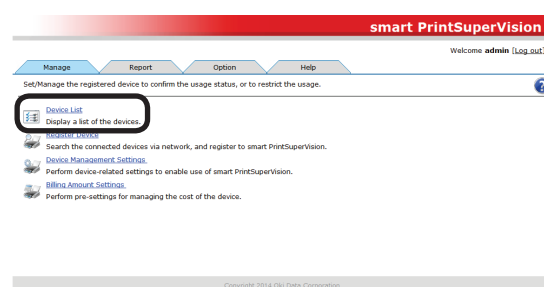 smart PrintSuperVision
Welcome admin [Log out]
Manage Report Option Help
Set/Manage the registered device to confirm the usage status, or to restrict the usage.
Device List
Display a list of the devices.
Register Device
Search the connected devices via network, and register to smart PrintSuperVision.
Device Management Settings
Perform device-related settings to enable use of smart PrintSuperVision.
Billing Amount Settings
Perform pre-settings for managing the cost of the device.
Copyright 2014 Oki Data Corporation